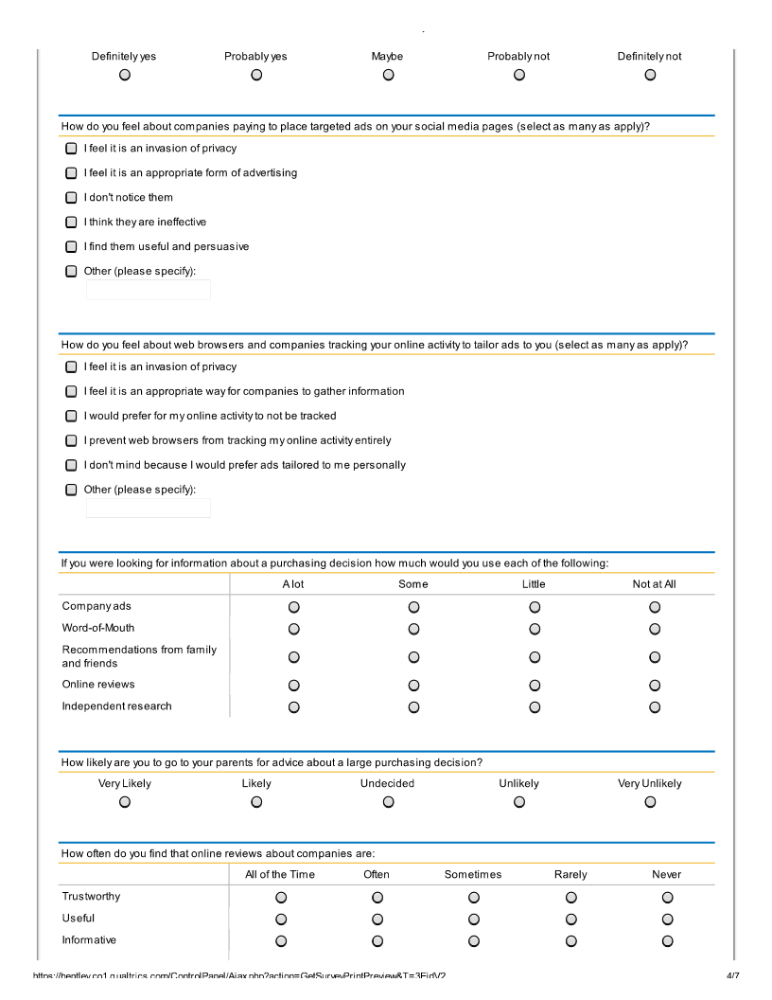 Definitely yes Probably yes Maybe Probably not Definitely not
How do you feel about companies paying to place targeted ads on your social media pages (select as many as apply)?
I feel it is an invasion of privacy
I feel it is an appropriate form of advertising
I don't notice them
I think they are ineffective
I find them useful and persuasive
Other (please specify):
How do you feel about web browsers and companies tracking your online activity to tailor ads to you (select as many as apply)?
I feel it is an invasion of privacy
I feel it is an appropriate way for companies to gather information
I would prefer for my online activity to not be tracked
I prevent web browsers from tracking my online activity entirely
I don't mind because I would prefer ads tailored to me personally
Other (please specify):
If you were looking for information about a purchasing decision how much would you use each of the following:
A lot Some Little Not at All
Company ads
Word-of-Mouth
Recommendations from family
and friends
Online reviews
Independent research
How likely are you to go to your parents for advice about a large purchasing decision?
Very Likely Likely Undecided Unlikely Very Unlikely
How often do you find that online reviews about companies are:
All of the Time Often Sometimes Rarely Never
Trustworthy
Useful
Informative
https://bentley.co1.qualtrics.com/ControlPanel/Ajax.php?action=GetSurveyPrintPreview&T=3FidV2 4/7